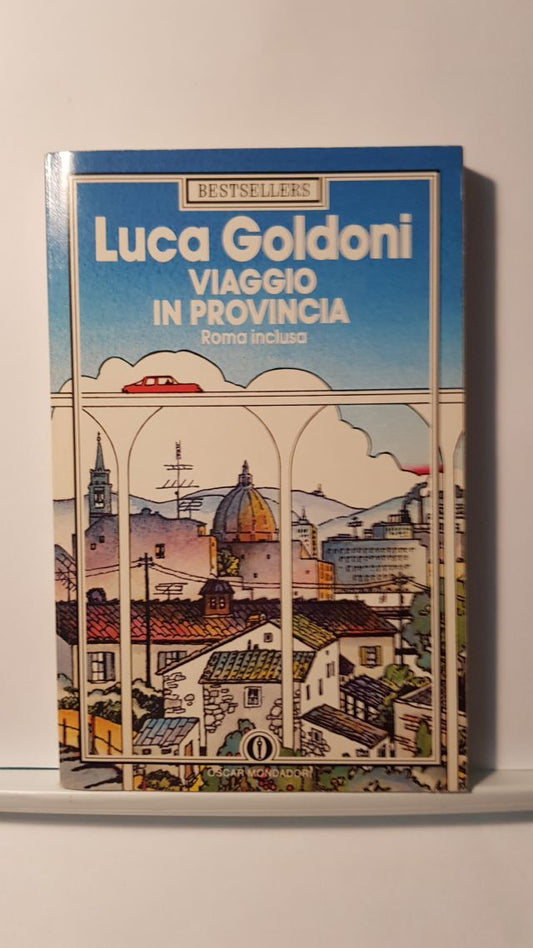 BESTSELLERS
Luca Goldoni
VIAGGIO
IN PROVINCIA
Roma inclusa
OSCAR MONDADORI